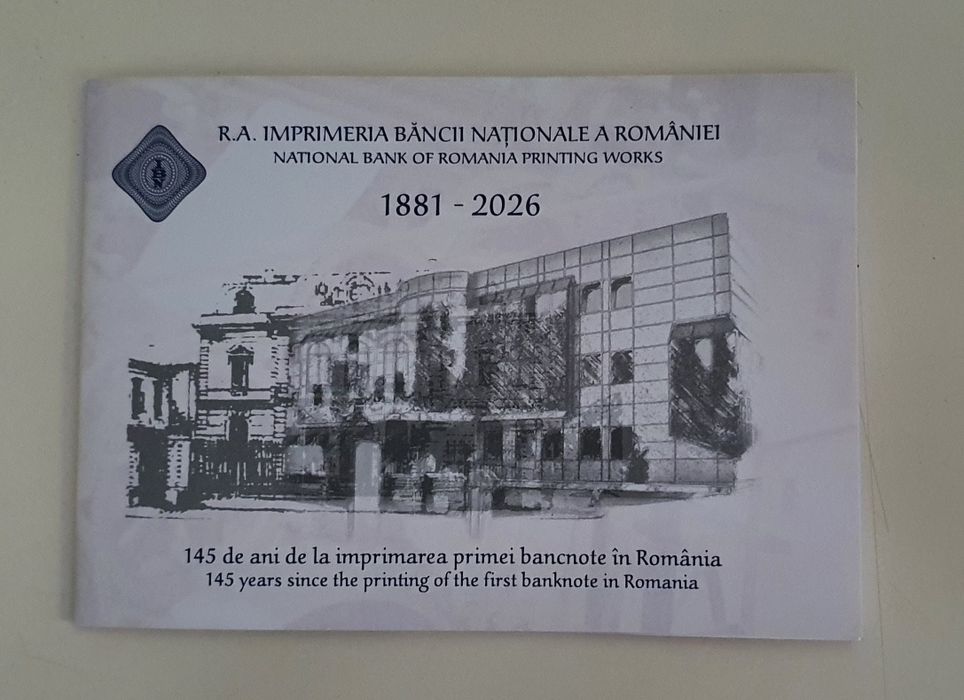 R.A. IMPRIMERIA BĂNCII NAȚIONALE A ROMÂNIEI
NATIONAL BANK OF ROMANIA PRINTING WORKS
1881 - 2026
145 de ani de la imprimarea primei bancnote în România
145 years since the printing of the first banknote in Romania